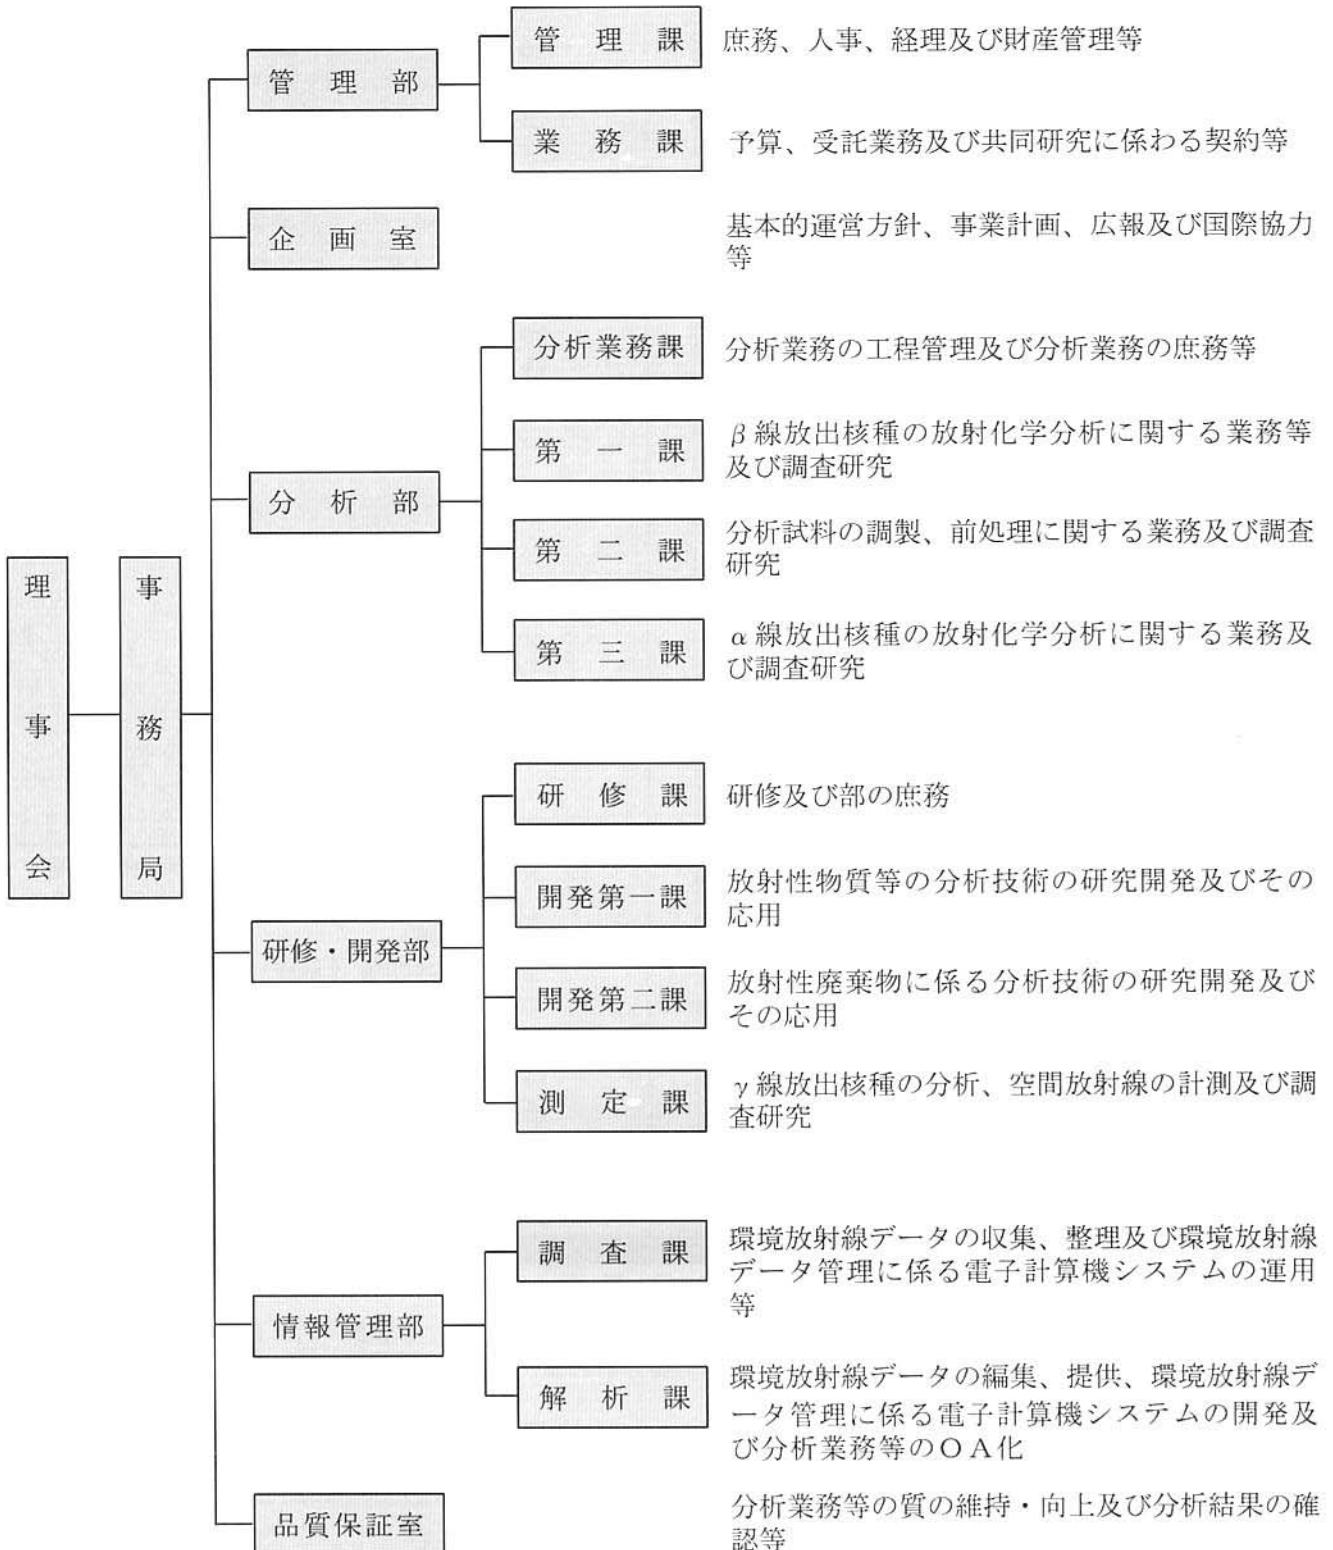 理事会
事務局
管理部
管理課
庶務、人事、経理及び財産管理等
業務課
予算、受託業務及び共同研究に係わる契約等
企画室
基本的運営方針、事業計画、広報及び国際協力
等
分析部
分析業務課
分析業務の工程管理及び分析業務の庶務等
第一課
β線放出核種の放射化学分析に関する業務等
及び調査研究
第二課
分析試料の調製、前処理に関する業務及び調査
研究
第三課
α線放出核種の放射化学分析に関する業務及
び調査研究
研修・開発部
研修課
研修及び部の庶務
開発第一課
放射性物質等の分析技術の研究開発及びその
応用
開発第二課
放射性廃棄物に係る分析技術の研究開発及び
その応用
測定課
γ線放出核種の分析、空間放射線の計測及び調
査研究
情報管理部
調査課
環境放射線データの収集、整理及び環境放射線
データ管理に係る電子計算機システムの運用
等
解析課
環境放射線データの編集、提供、環境放射線デ
ータ管理に係る電子計算機システムの開発及
び分析業務等のOA化
品質保証室
分析業務等の質の維持・向上及び分析結果の確
認等